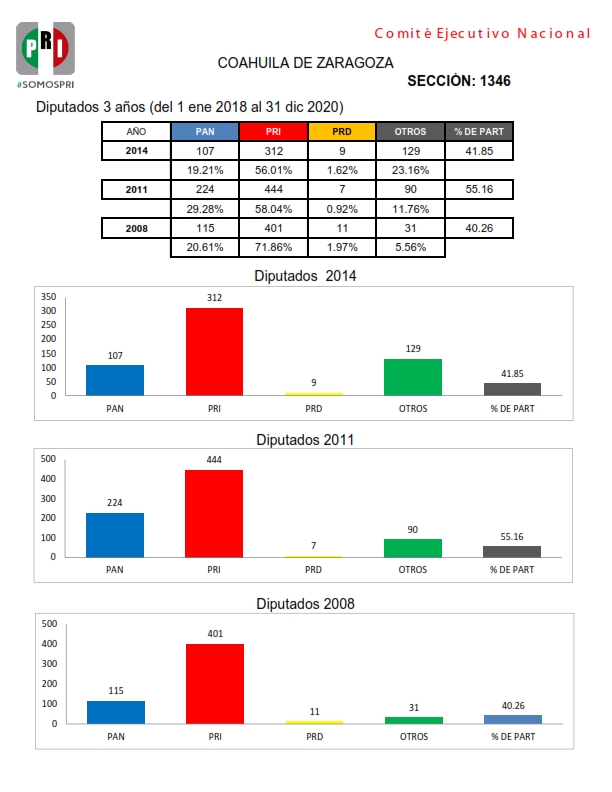 Comité Ejecutivo Nacional
PRI
#SOMOSPRI
COAHUILA DE ZARAGOZA
SECCIÓN: 1346
Diputados 3 años (del 1 ene 2018 al 31 dic 2020)
AÑO PAN PRI PRD OTROS % DE PART
2014 107 312 9 129 41.85
19.21% 56.01% 1.62% 23.16%
2011 224 444 7 90 55.16
29.28% 58.04% 0.92% 11.76%
2008 115 401 11 31 40.26
20.61% 71.86% 1.97% 5.56%
Diputados 2014
350
300
250
200
150
100
50
0
107 312 9 129 41.85
PAN PRI PRD OTROS % DE PART
Diputados 2011
500
400
300
200
100
0
224 444 7 90 55.16
PAN PRI PRD OTROS % DE PART
Diputados 2008
500
400
300
200
100
0
115 401 11 31 40.26
PAN PRI PRD OTROS % DE PART